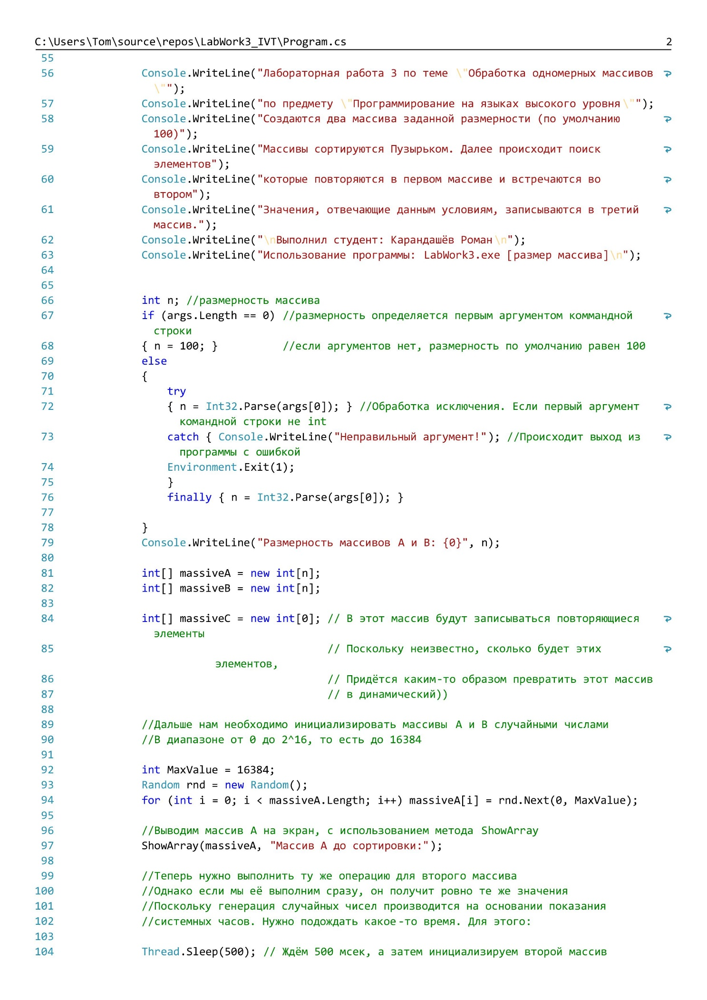 C:\Users\Tom\source\repos\LabWork3_IVT\Program.cs 2
55
56 Console.WriteLine("Лабораторная работа 3 по теме \"Обработка одномерных массивов
\"");
57 Console.WriteLine("по предмету \"Программирование на языках высокого уровня\"");
58 Console.WriteLine("Создаются два массива заданной размерности (по умолчанию
100)");
59 Console.WriteLine("Массивы сортируются Пузырьком. Далее происходит поиск
элементов");
60 Console.WriteLine("которые повторяются в первом массиве и встречаются во
втором");
61 Console.WriteLine("Значения, отвечающие данным условиям, записываются в третий
массив.");
62 Console.WriteLine("\nВыполнил студент: Карандашёв Роман\n");
63 Console.WriteLine("Использование программы: LabWork3.exe [размер массива]\n");
64
65
66 int n; //размерность массива
67 if (args.Length == 0) //размерность определяется первым аргументом коммандной
строки
68 { n = 100; } //если аргументов нет, размерность по умолчанию равен 100
69 else
70 {
71 try
72 { n = Int32.Parse(args[0]); } //Обработка исключения. Если первый аргумент
командной строки не int
73 catch { Console.WriteLine("Неправильный аргумент!"); //Происходит выход из
программы с ошибкой
74 Environment.Exit(1);
75 }
76 finally { n = Int32.Parse(args[0]); }
77
78 }
79 Console.WriteLine("Размерность массивов A и B: {0}", n);
80
81 int[] massiveA = new int[n];
82 int[] massiveB = new int[n];
83
84 int[] massiveC = new int[0]; // В этот массив будут записываться повторяющиеся
элементы
85 // Поскольку неизвестно, сколько будет этих
элементов,
86 // Придётся каким-то образом превратить этот массив
87 // в динамический))
88
89 //Дальше нам необходимо инициализировать массивы A и B случайными числами
90 //В диапазоне от 0 до 2^16, то есть до 16384
91
92 int MaxValue = 16384;
93 Random rnd = new Random();
94 for (int i = 0; i < massiveA.Length; i++) massiveA[i] = rnd.Next(0, MaxValue);
95
96 //Выводим массив A на экран, с использованием метода ShowArray
97 ShowArray(massiveA, "Массив A до сортировки:");
98
99 //Теперь нужно выполнить ту же операцию для второго массива
100 //Однако если мы её выполним сразу, он получит ровно те же значения
101 //Поскольку генерация случайных чисел производится на основании показания
102 //системных часов. Нужно подождать какое-то время. Для этого:
103
104 Thread.Sleep(500); // Ждём 500 мсек, а затем инициализируем второй массив